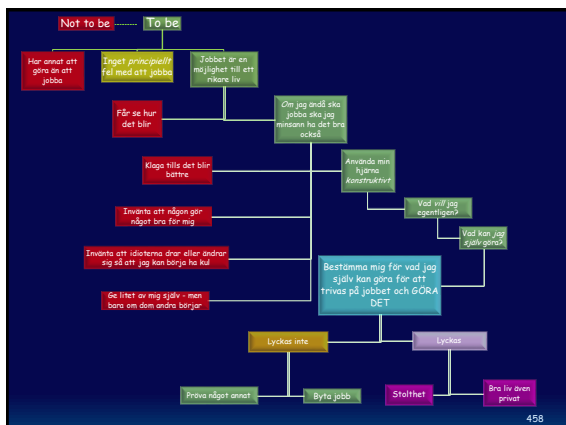 Not to be
To be
Har annat att
göra än att
jobba
Inget principiellt
fel med att jobba
Jobbet är en
möjlighet till ett
rikare liv
Får se hur
det blir
Om jag ändå ska
jobba ska jag
minsann ha det bra
också
Klaga tills det blir
bättre
Använda min
hjärna
konstruktivt
Invänta att någon gör
något bra för mig
Vad vill jag
egentligen?
Vad kan jag
själv göra?
Invänta att idioterna drar eller ändrar
sig så att jag kan börja ha kul
Bestämma mig för vad jag
själv kan göra för att
trivas på jobbet och GÖRA
DET
Ge litet av mig själv - men
bara om dom andra börjar
Lyckas inte
Lyckas
Pröva något annat
Byta jobb
Stolthet
Bra liv även
privat
458